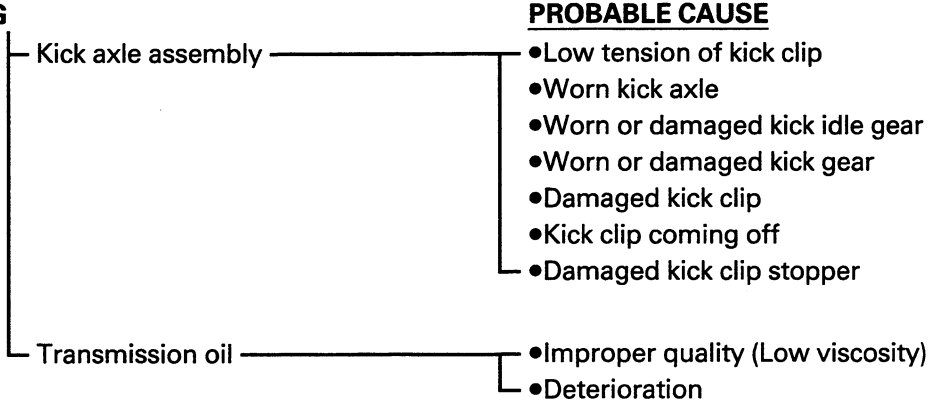 G
PROBABLE CAUSE
Kick axle assembly
●Low tension of kick clip
●Worn kick axle
●Worn or damaged kick idle gear
●Worn or damaged kick gear
●Damaged kick clip
●Kick clip coming off
●Damaged kick clip stopper
Transmission oil
●Improper quality (Low viscosity)
●Deterioration